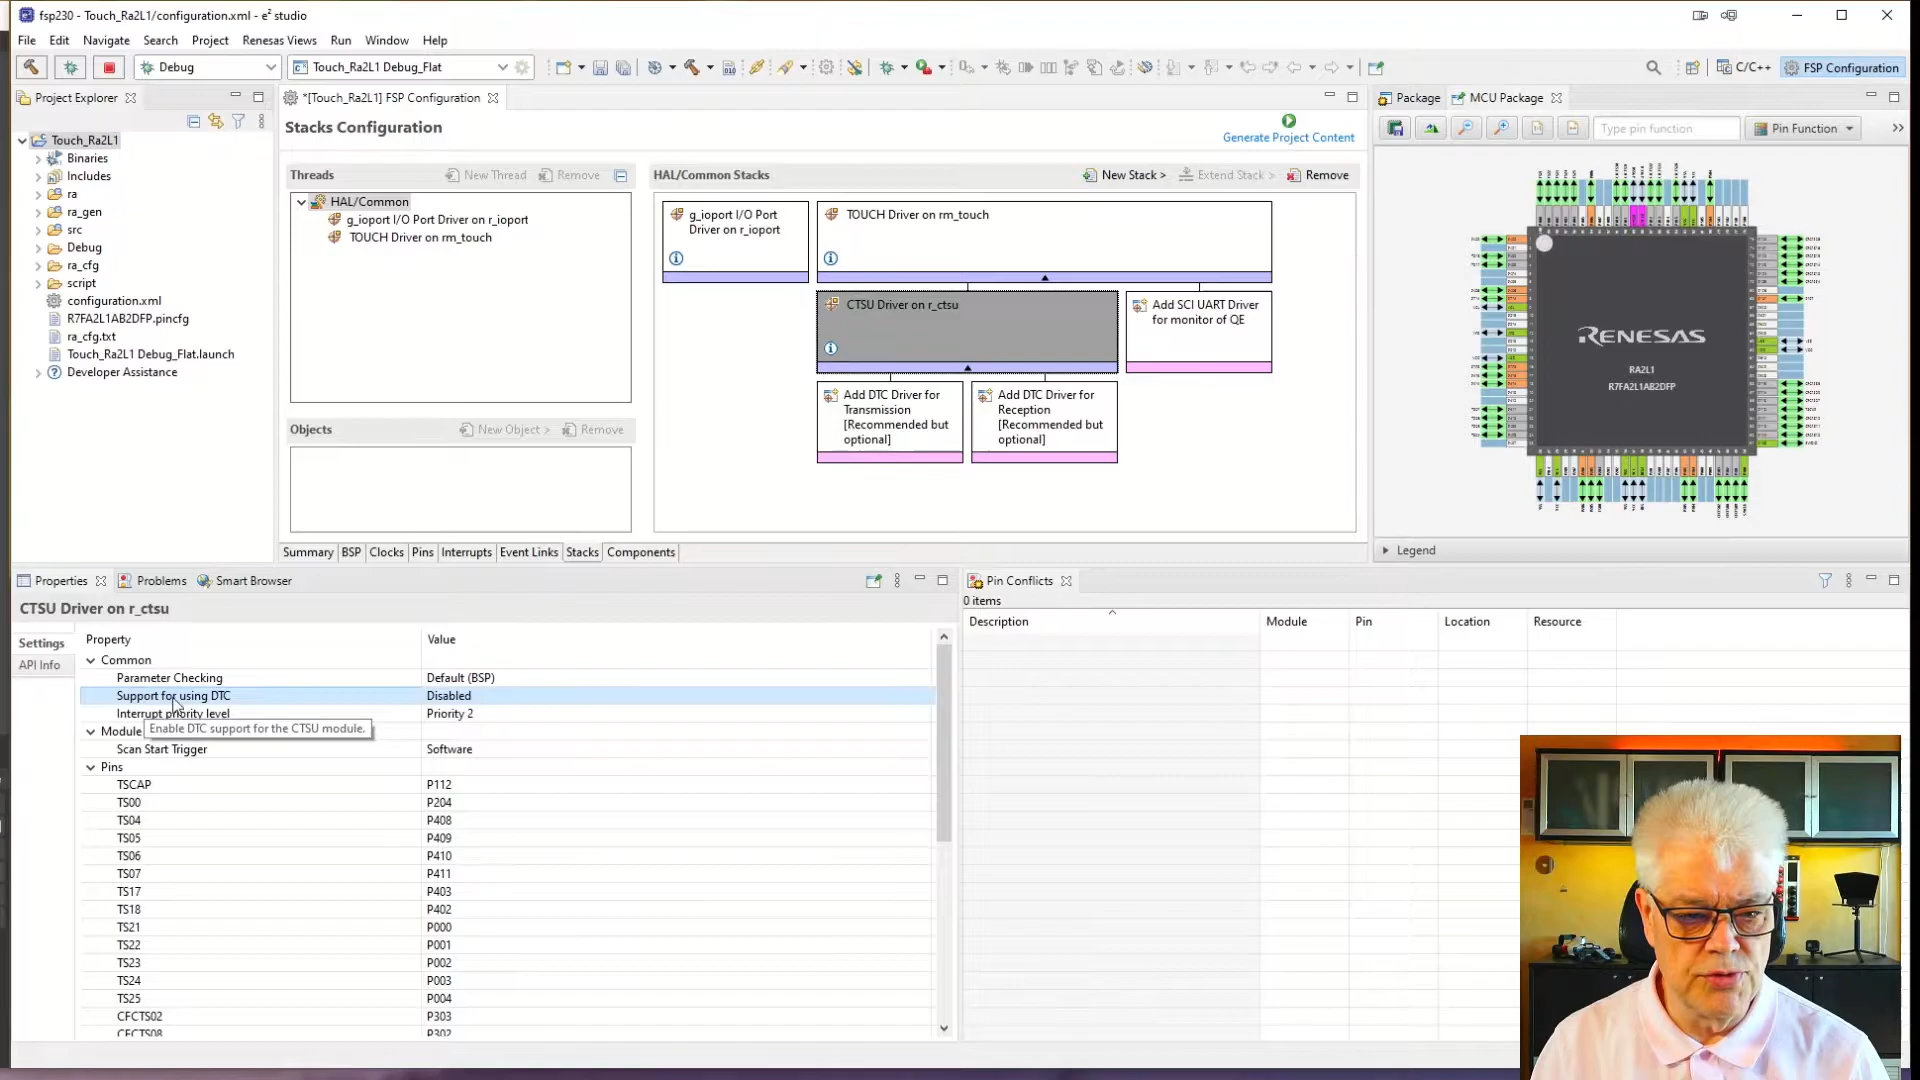 fsp230 - Touch_Ra2L1/configuration.xml - e² studio
File Edit Navigate Search Project Renesas Views Run Window Help
Debug
Touch_Ra2L1 Debug_Flat
C/C++
FSP Configuration
Project Explorer
Touch_Ra2L1
Binaries
Includes
ra
ra_gen
src
Debug
ra_cfg
script
configuration.xml
R7FA2L1AB2DFP.pincfg
ra_cfg.txt
Touch_Ra2L1 Debug_Flat.launch
Developer Assistance
*[Touch_Ra2L1] FSP Configuration
Stacks Configuration
Generate Project Content
Threads
New Thread
Remove
HAL/Common
g_ioport I/O Port Driver on r_ioport
TOUCH Driver on rm_touch
Objects
New Object >
Remove
HAL/Common Stacks
New Stack >
Extend Stack >
Remove
g_ioport I/O Port
Driver on r_ioport
TOUCH Driver on rm_touch
CTSU Driver on r_ctsu
Add SCI UART Driver
for monitor of QE
Add DTC Driver for
Transmission
[Recommended but
optional]
Add DTC Driver for
Reception
[Recommended but
optional]
Summary BSP Clocks Pins Interrupts Event Links Stacks Components
Package
MCU Package
Type pin function
Pin Function
RENESAS
RA2L1
R7FA2L1AB2DFP
Legend
Properties
Problems
Smart Browser
CTSU Driver on r_ctsu
Settings
API Info
Property Value
Common
Parameter Checking Default (BSP)
Support for using DTC Disabled
Interrupt priority level Priority 2
Enable DTC support for the CTSU module.
Module
Scan Start Trigger Software
Pins
TSCAP P112
TS00 P204
TS04 P408
TS05 P409
TS06 P410
TS07 P411
TS17 P403
TS18 P402
TS21 P000
TS22 P001
TS23 P002
TS24 P003
TS25 P004
CFCTS02 P303
CFCTS08 P302
Pin Conflicts
0 items
Description Module Pin Location Resource